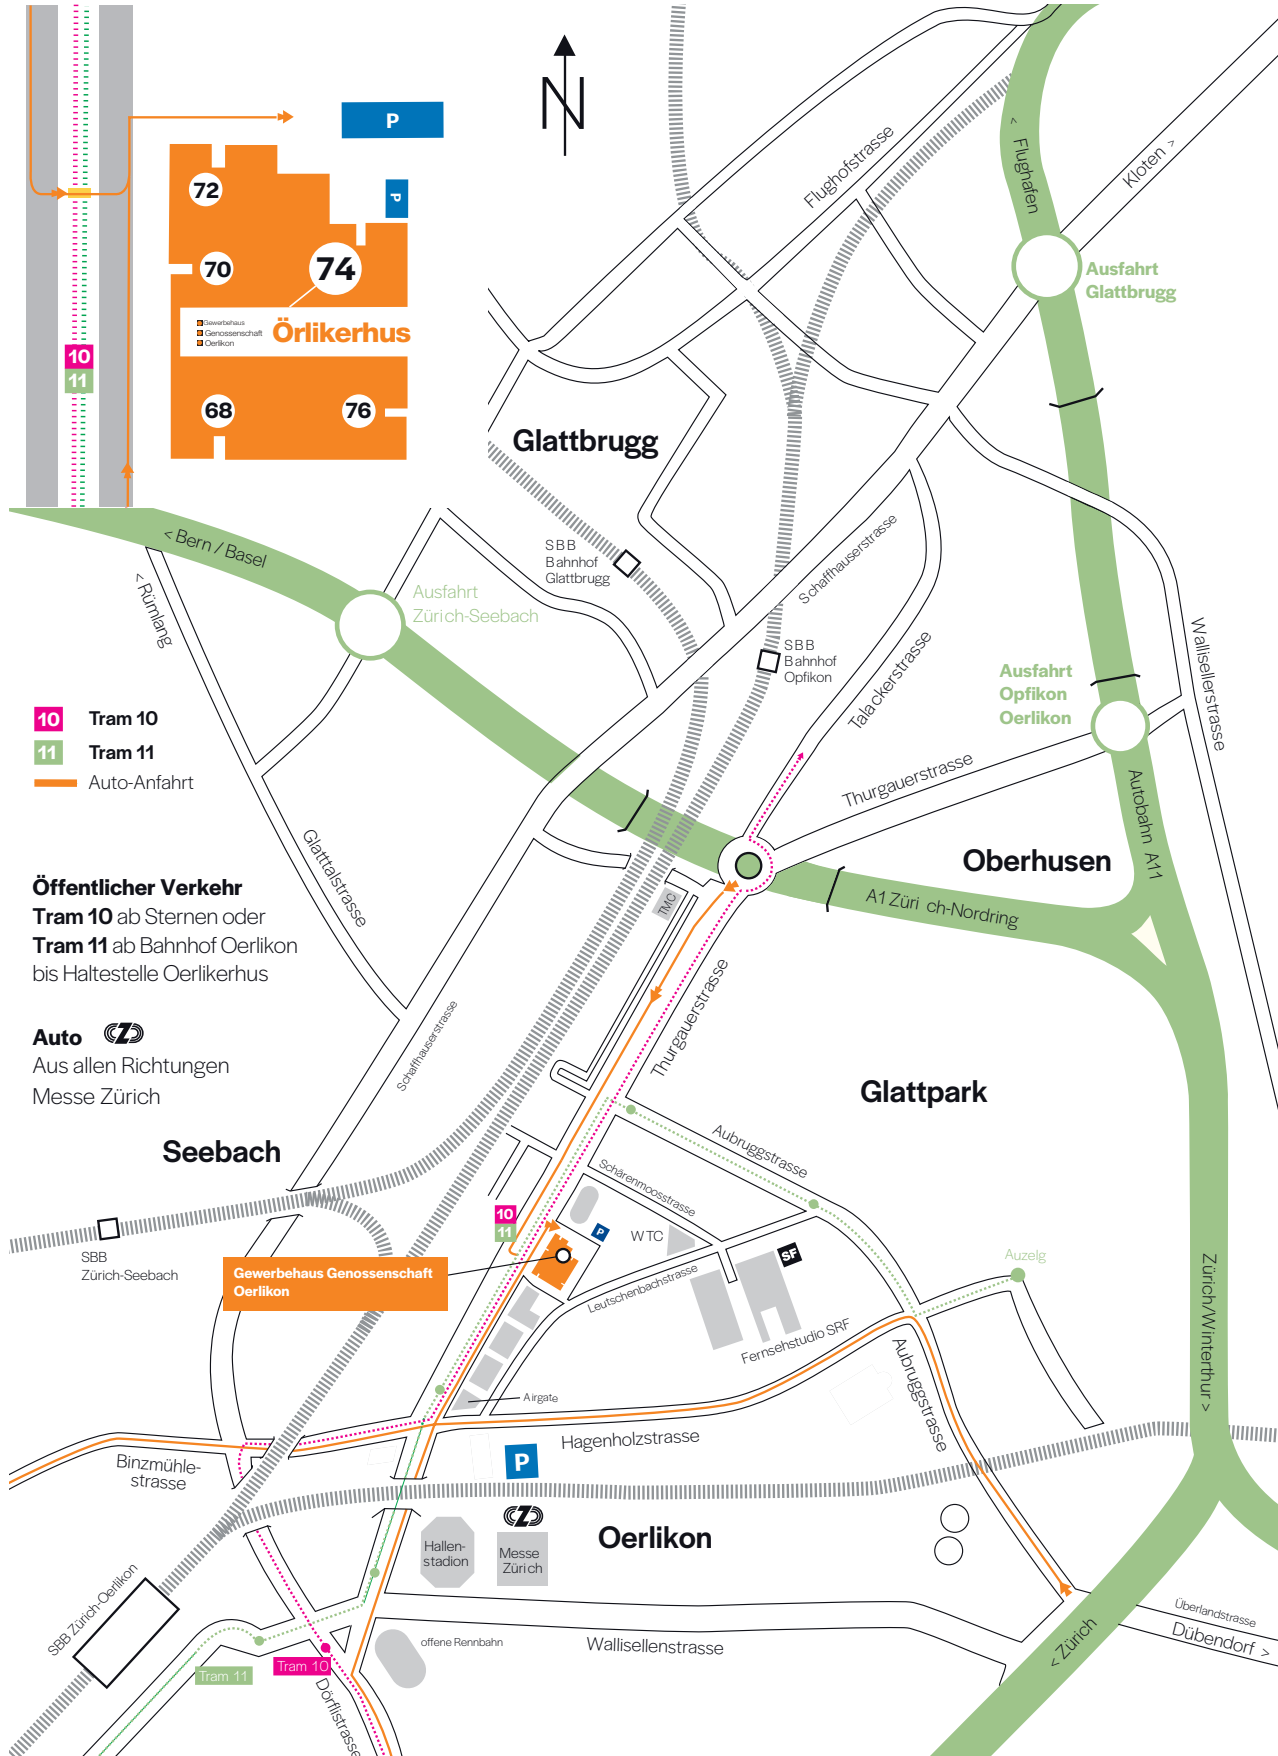 N
P
P
72
70
74
Gewerbehaus
Genossenschaft
Oerlikon
Örlikerhus
10
11
68
76
Flughofstrasse
< Flughafen
Kloten >
Ausfahrt
Glattbrugg
Glattbrugg
< Bern / Basel
< Rümlang
Ausfahrt
Zürich-Seebach
SBB
Bahnhof
Glattbrugg
Schaffhauserstrasse
SBB
Bahnhof
Opfikon
Talackerstrasse
Ausfahrt
Opfikon
Oerlikon
Wallisellerstrasse
10 Tram 10
11 Tram 11
Auto-Anfahrt
Thurgauerstrasse
Autobahn A11
Oberhusen
A1 Züri ch-Nordring
Glatttalstrasse
TMC
Öffentlicher Verkehr
Tram 10 ab Sternen oder
Tram 11 ab Bahnhof Oerlikon
bis Haltestelle Oerlikerhus
Auto
Aus allen Richtungen
Messe Zürich
Schaffhauserstrasse
Thurgauerstrasse
Glattpark
Seebach
Aubruggstrasse
Schärenmoosstrasse
10
11
P
WTC
SF
Leutschenbachstrasse
Auzelg
SBB
Zürich-Seebach
Gewerbehaus Genossenschaft
Oerlikon
Fernsehstudio SRF
Zürich/Winterthur >
Aubruggstrasse
Airgate
Hagenholzstrasse
Binzmühle-
strasse
P
Oerlikon
Hallen-
stadion
Messe
Zürich
SBB Zürich-Oerlikon
offene Rennbahn
Wallisellenstrasse
Überlandstrasse
Dübendorf >
< Zürich
Tram 11
Tram 10
Dörflistrasse